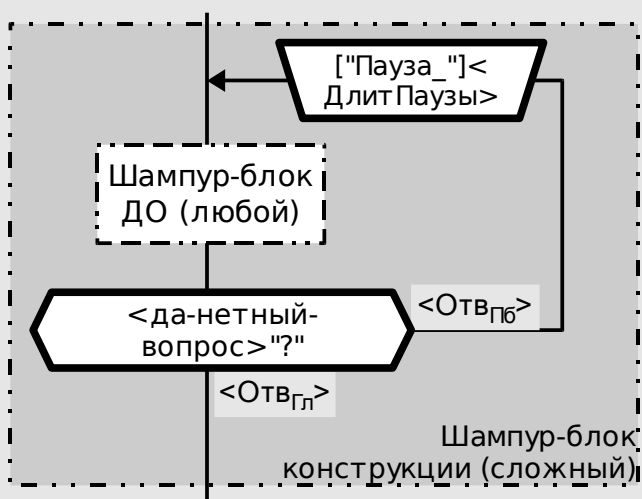 ["Пауза_"]<
ДлитПаузы>
Шампур-блок
ДО (любой)
<да-нетный-
вопрос>"?"
<ОтвПб>
<ОтвГл>
Шампур-блок
конструкции (сложный)